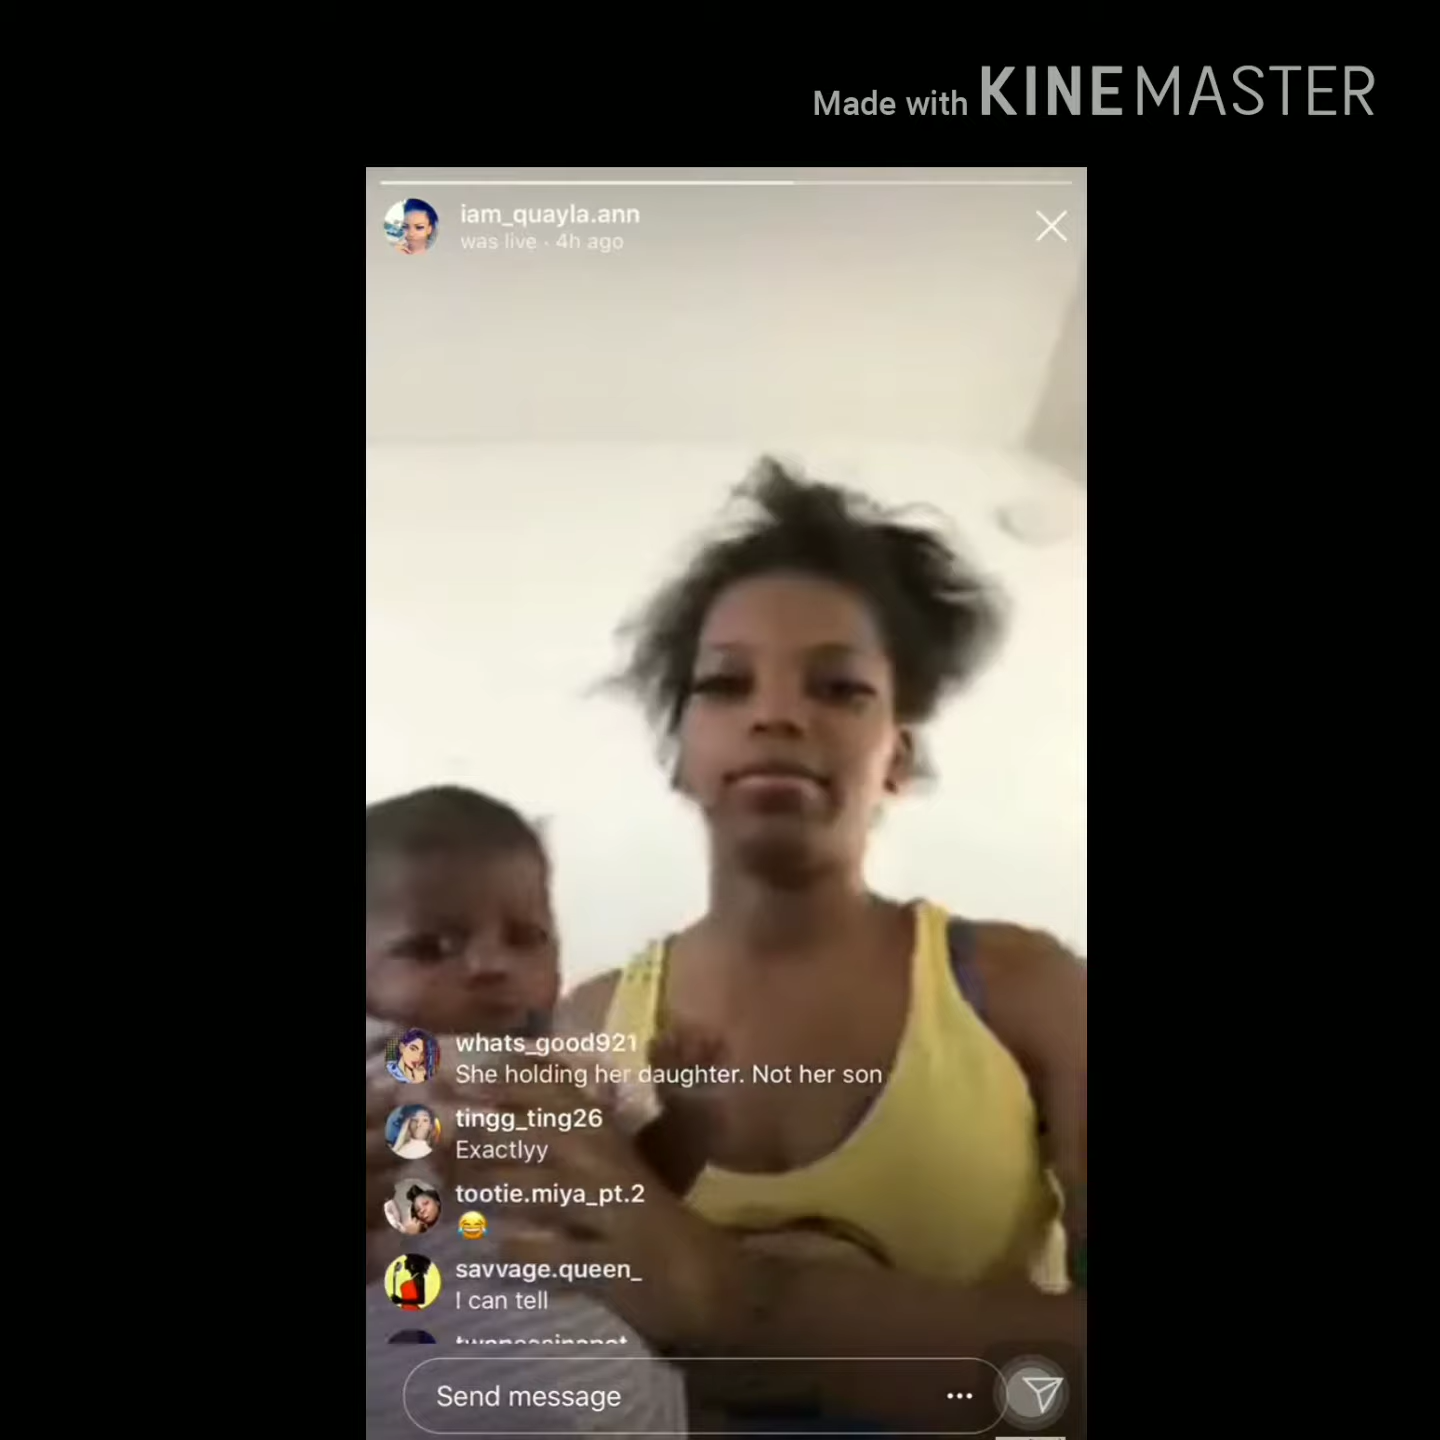 Made with KINEMASTER
iam_quayla.ann
was live · 4h ago
whats_good921
She holding her daughter. Not her son
tingg_ting26
Exactlyy
tootie.miya_pt.2
😂
savvage.queen_
I can tell
Send message